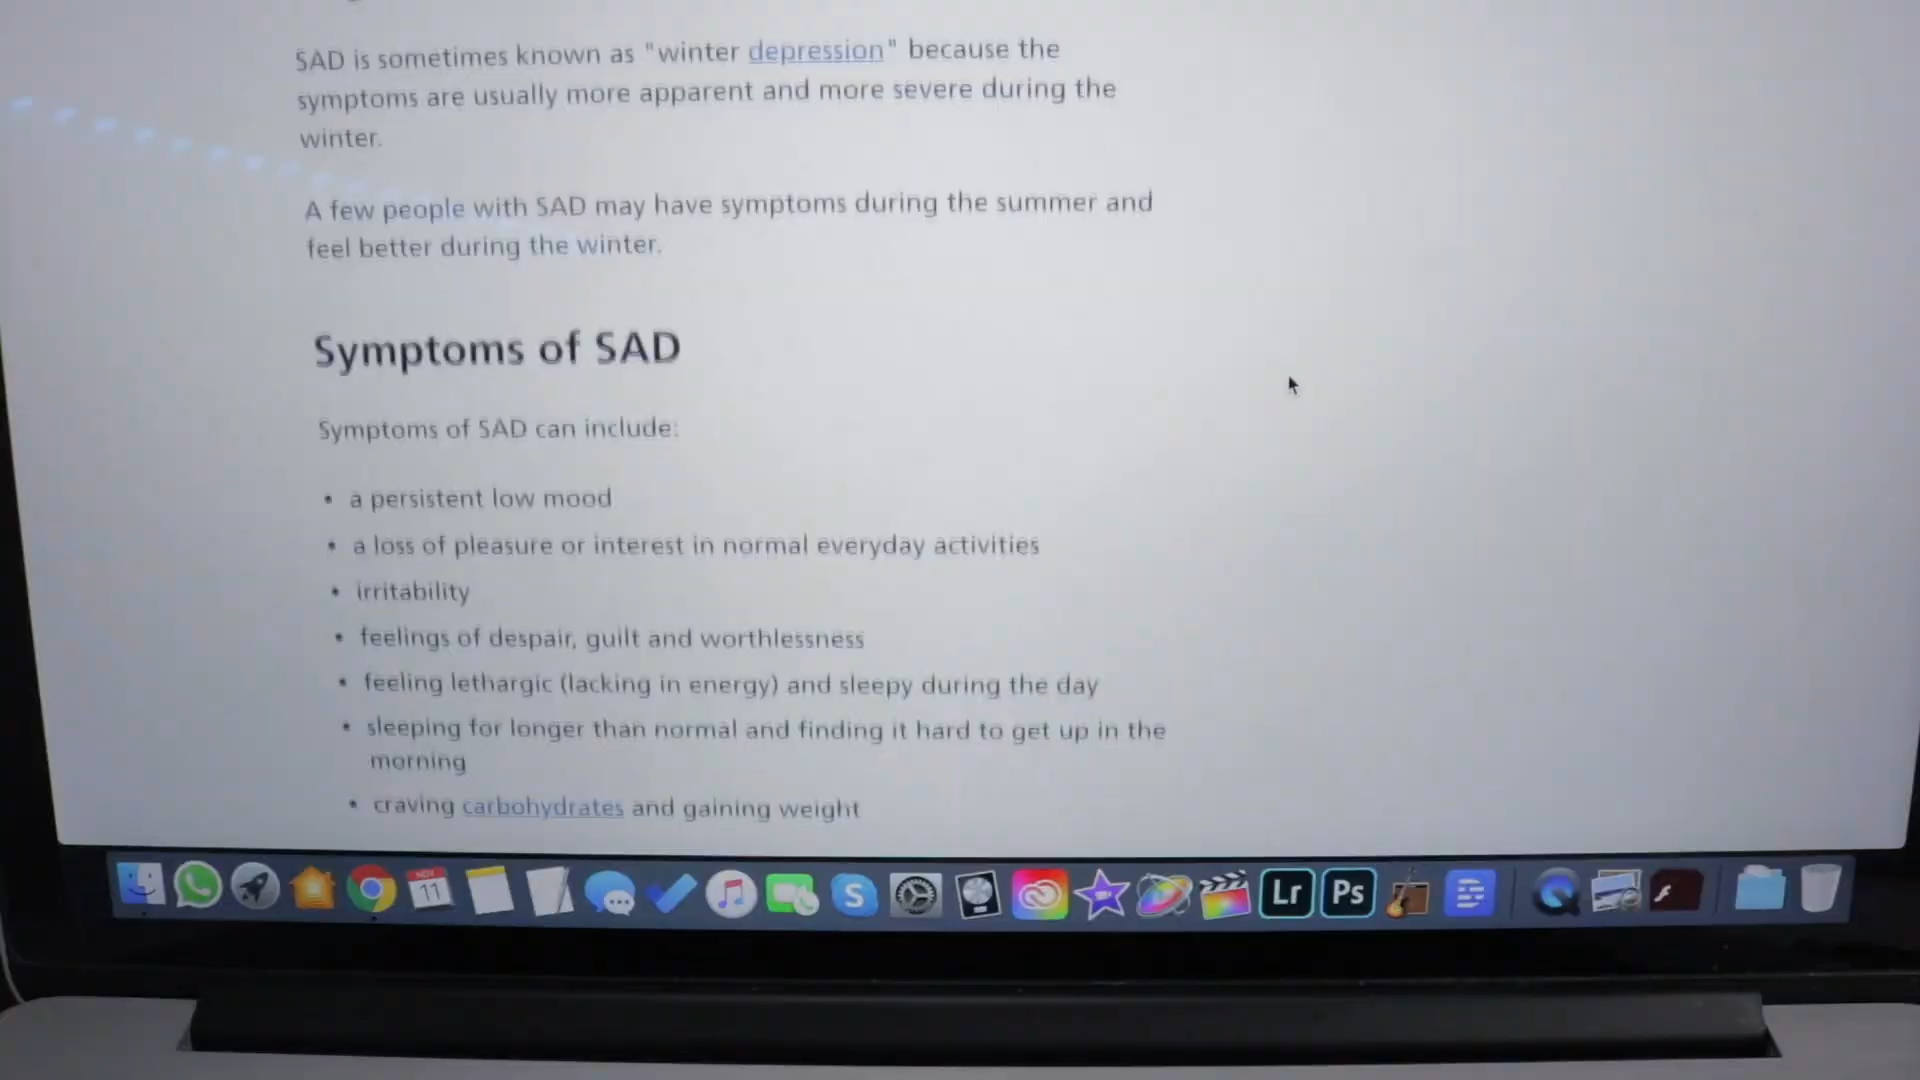 SAD is sometimes known as "winter depression" because the
symptoms are usually more apparent and more severe during the
winter.
A few people with SAD may have symptoms during the summer and
feel better during the winter.
Symptoms of SAD
Symptoms of SAD can include:
• a persistent low mood
• a loss of pleasure or interest in normal everyday activities
• irritability
• feelings of despair, guilt and worthlessness
• feeling lethargic (lacking in energy) and sleepy during the day
• sleeping for longer than normal and finding it hard to get up in the
morning
• craving carbohydrates and gaining weight
NOV
11
S
Lr
Ps